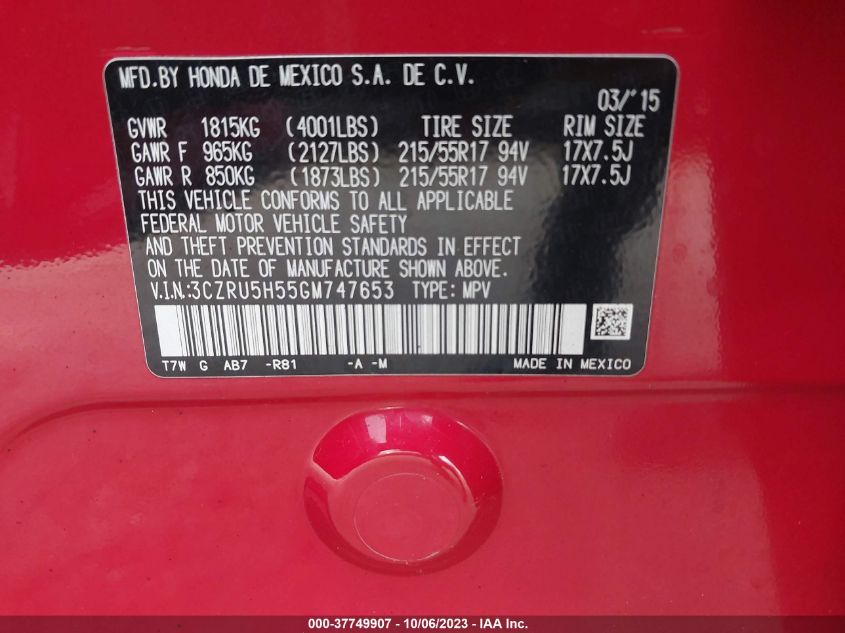 MFD.BY HONDA DE MEXICO S.A. DE C.V.
03/'15
GVWR 1815KG (4001LBS) TIRE SIZE RIM SIZE
GAWR F 965KG (2127LBS) 215/55R17 94V 17X7.5J
GAWR R 850KG (1873LBS) 215/55R17 94V 17X7.5J
THIS VEHICLE CONFORMS TO ALL APPLICABLE
FEDERAL MOTOR VEHICLE SAFETY
AND THEFT PREVENTION STANDARDS IN EFFECT
ON THE DATE OF MANUFACTURE SHOWN ABOVE.
V.I.N:3CZRU5H55GM747653 TYPE: MPV
T7W G AB7 -R81 -A -M MADE IN MEXICO
000-37749907 - 10/06/2023 - IAA Inc.